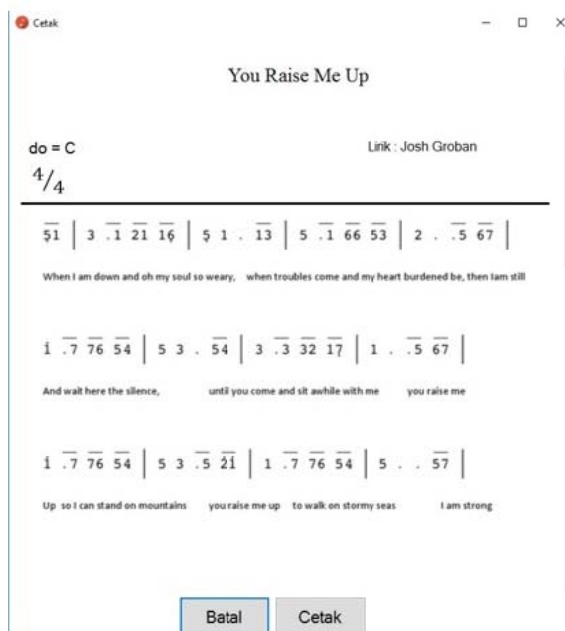 Cetak
You Raise Me Up
do = C
Lirik : Josh Groban
4/4
5̣1 | 3 .1 21 16̣ | 5̣ 1 . 13 | 5 .1 66 53 | 2 . .5 67 |
When I am down and oh my soul so weary, when troubles come and my heart burdened be, then Iam still
1̇ .7 76 54 | 5 3 . 54 | 3 .3 32 17̣ | 1 . .5 67 |
And wait here the silence, until you come and sit awhile with me you raise me
1̇ .7 76 54 | 5 3 .5 2̇1̇ | 1 .7 76 54 | 5 . . 57 |
Up so I can stand on mountains you raise me up to walk on stormy seas I am strong
Batal Cetak